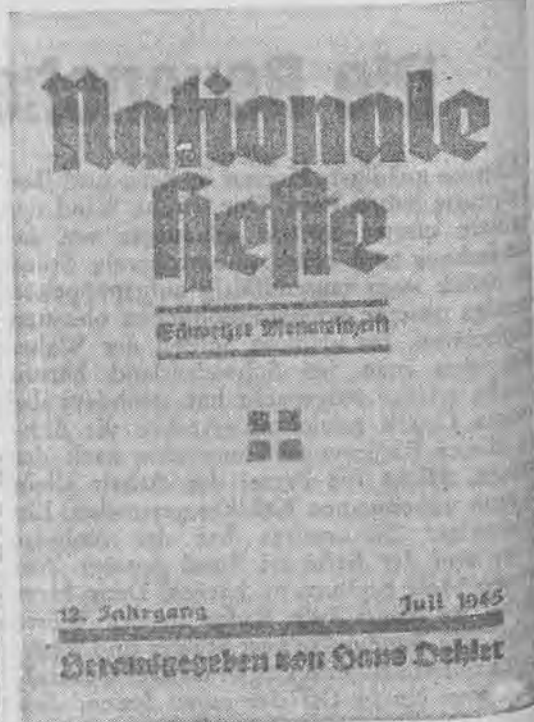 Nationale
Hefte
Schweizer Monatsschrift
12. Jahrgang Juli 1945
Herausgegeben von Hans Oehler